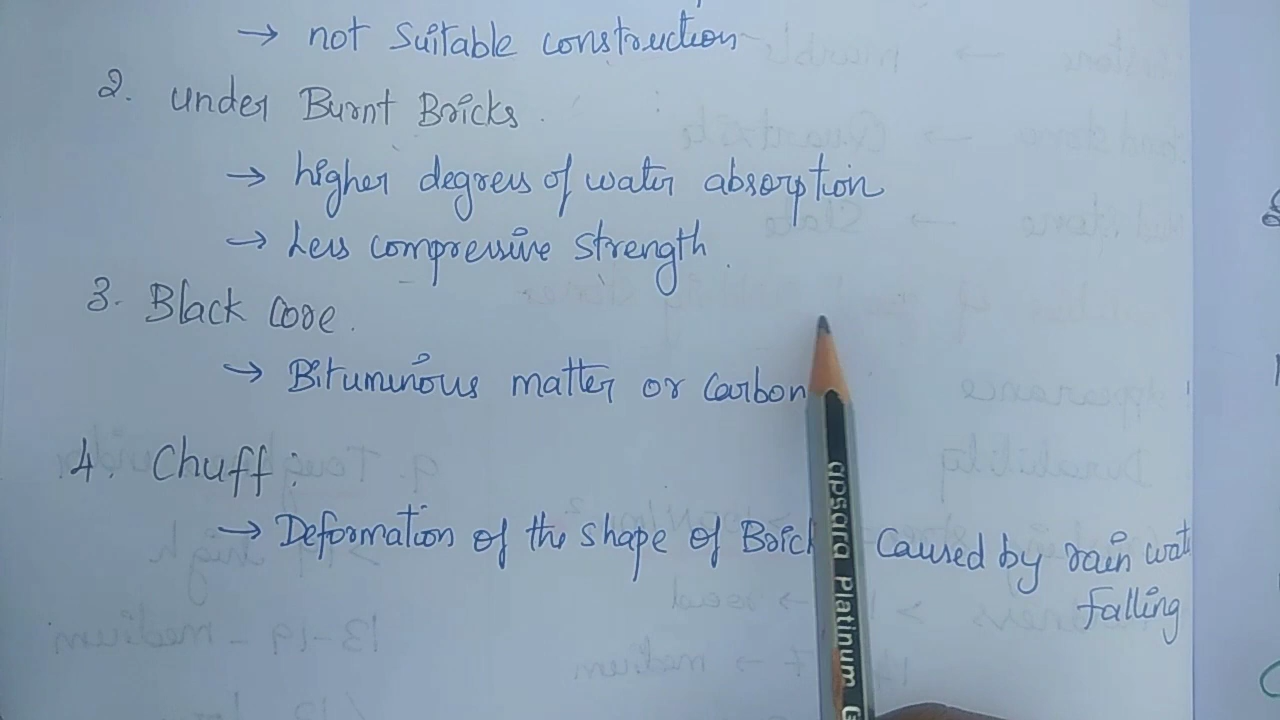 → not suitable construction
2. under Burnt Bricks.
→ higher degrees of water absorption
→ Less compressive strength.
3. Black core.
→ Bituminous matter or carbon
4. Chuff:
→ Deformation of the shape of Brick caused by rain wat
falling
apsara Platinum